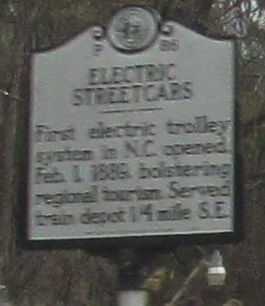 P 86
ELECTRIC
STREETCARS
First electric trolley
system in N.C. opened
Feb. 1, 1889, bolstering
regional tourism. Served
train depot 1/4 mile S.E.